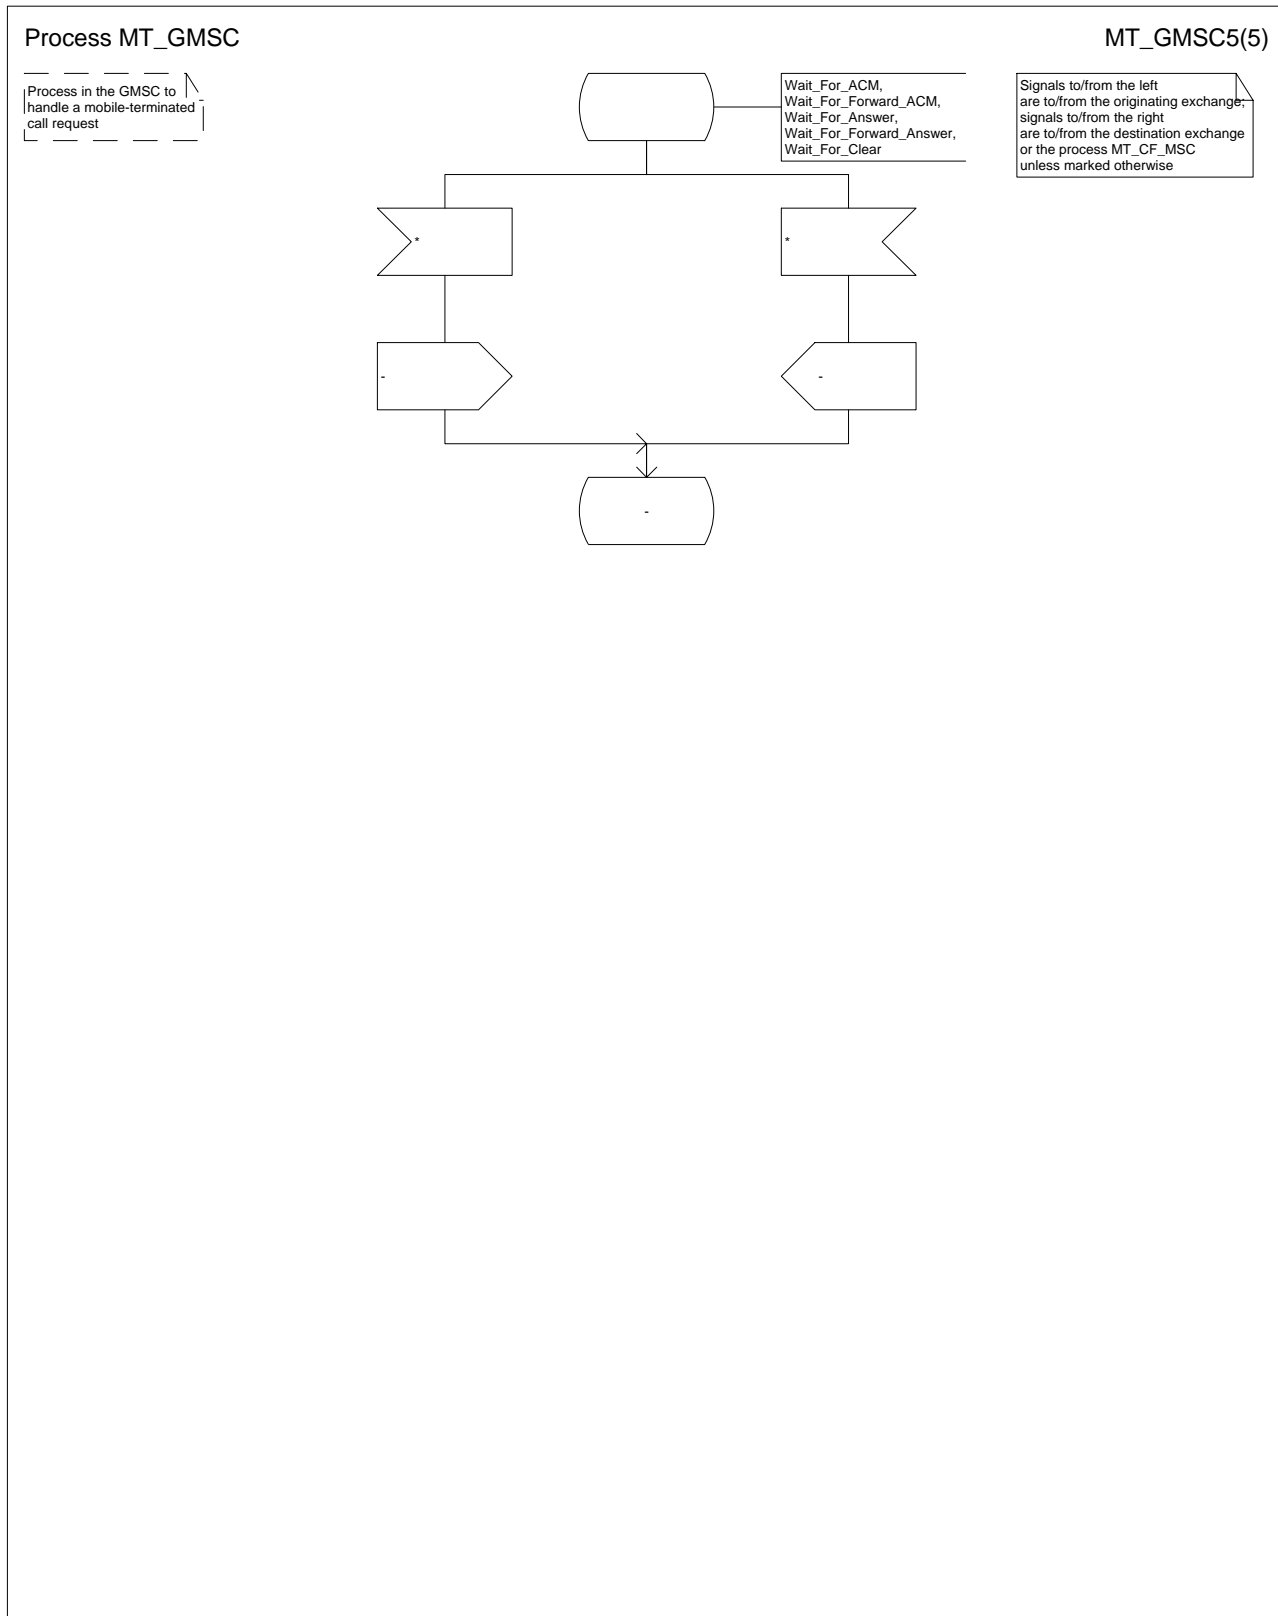 Process MT_GMSC
MT_GMSC5(5)
Process in the GMSC to
handle a mobile-terminated
call request
Wait_For_ACM,
Wait_For_Forward_ACM,
Wait_For_Answer,
Wait_For_Forward_Answer,
Wait_For_Clear
Signals to/from the left
are to/from the originating exchange;
signals to/from the right
are to/from the destination exchange
or the process MT_CF_MSC
unless marked otherwise
*
*
-
-
-